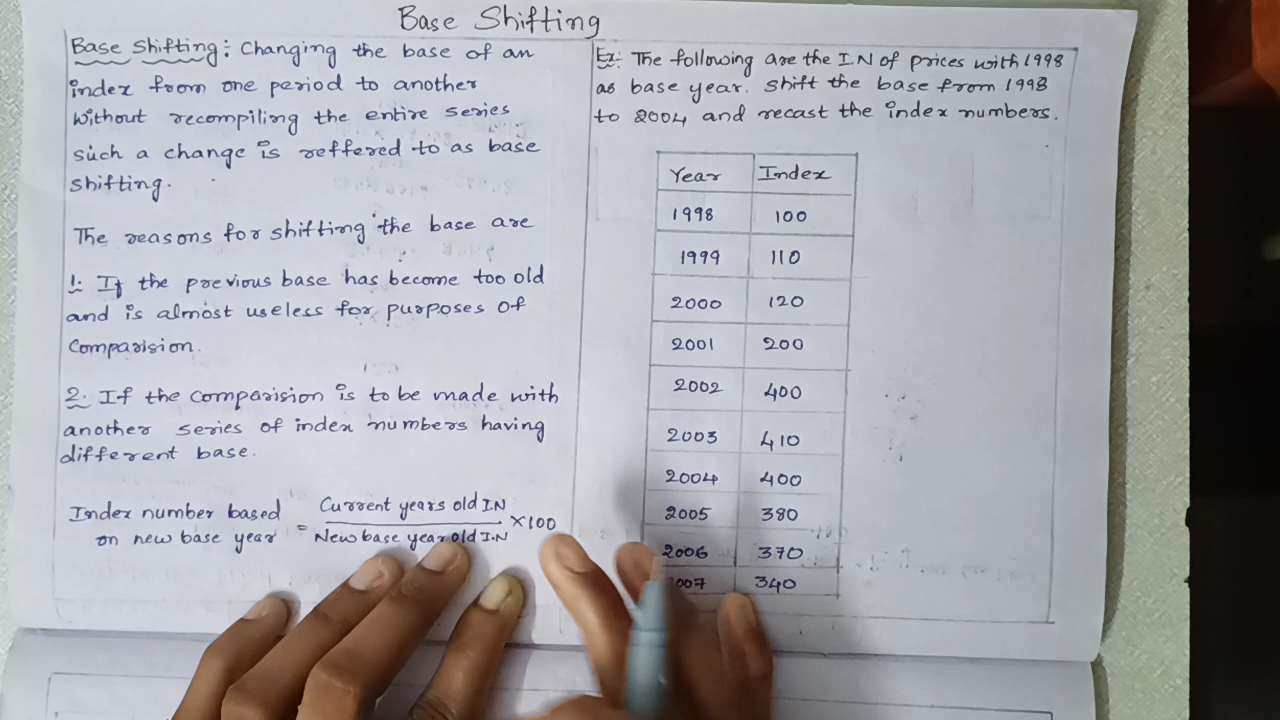 Base Shifting
Base Shifting: Changing the base of an
index from one period to another
without recompiling the entire series
such a change is reffered to as base
shifting.
The reasons for shifting the base are
1. If the previous base has become too old
and is almost useless for purposes of
Comparision.
2. If the comparision is to be made with
another series of index numbers having
different base.
Index number based on new base year = Current years old I.N / New base year old I.N × 100
Ex: The following are the I.N of prices with 1998
as base year. Shift the base from 1998
to 2004 and recast the index numbers.
Year Index
1998 100
1999 110
2000 120
2001 200
2002 400
2003 410
2004 400
2005 380
2006 370
007 340